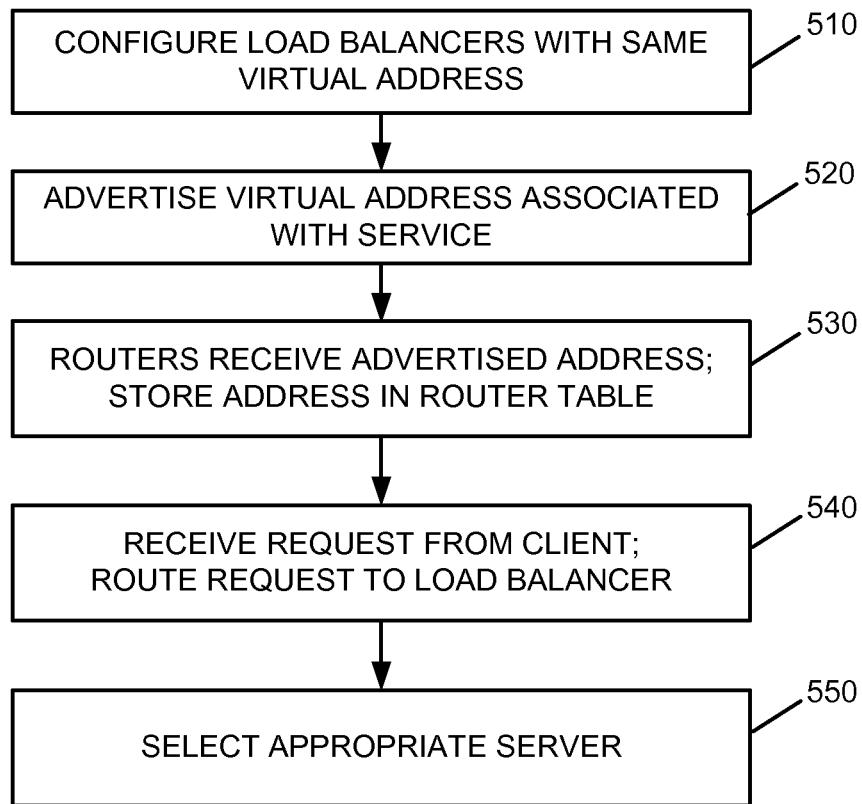 CONFIGURE LOAD BALANCERS WITH SAME
VIRTUAL ADDRESS
510
ADVERTISE VIRTUAL ADDRESS ASSOCIATED
WITH SERVICE
520
ROUTERS RECEIVE ADVERTISED ADDRESS;
STORE ADDRESS IN ROUTER TABLE
530
RECEIVE REQUEST FROM CLIENT;
ROUTE REQUEST TO LOAD BALANCER
540
SELECT APPROPRIATE SERVER
550